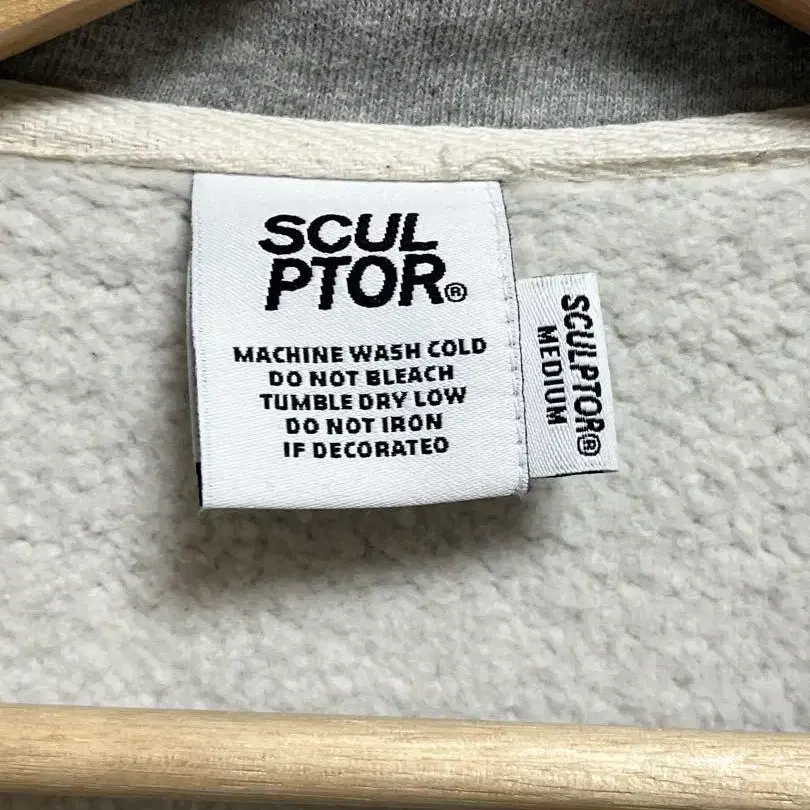 SCUL
PTOR®
MACHINE WASH COLD
DO NOT BLEACH
TUMBLE DRY LOW
DO NOT IRON
IF DECORATED
SCULPTOR®
MEDIUM